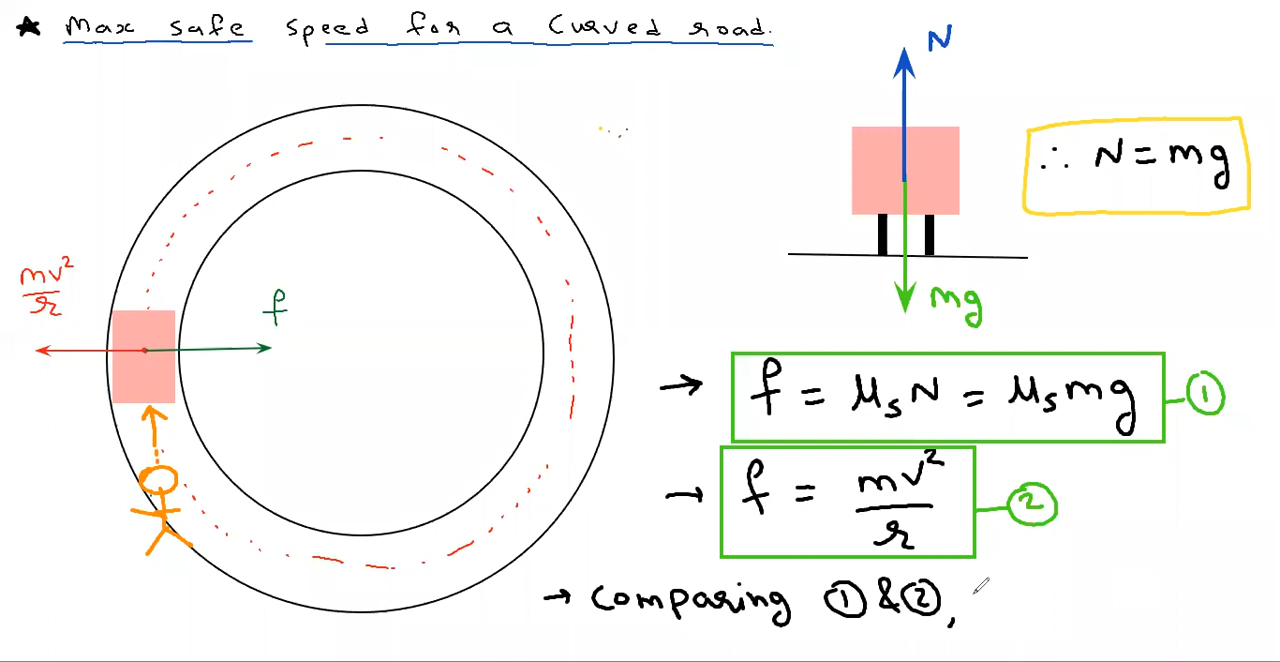 ★ Max safe speed for a curved road.
N
∴ N = mg
mv²/r
f
mg
→ f = μₛN = μₛmg ①
→ f = mv²/r ②
→ comparing ① & ②,